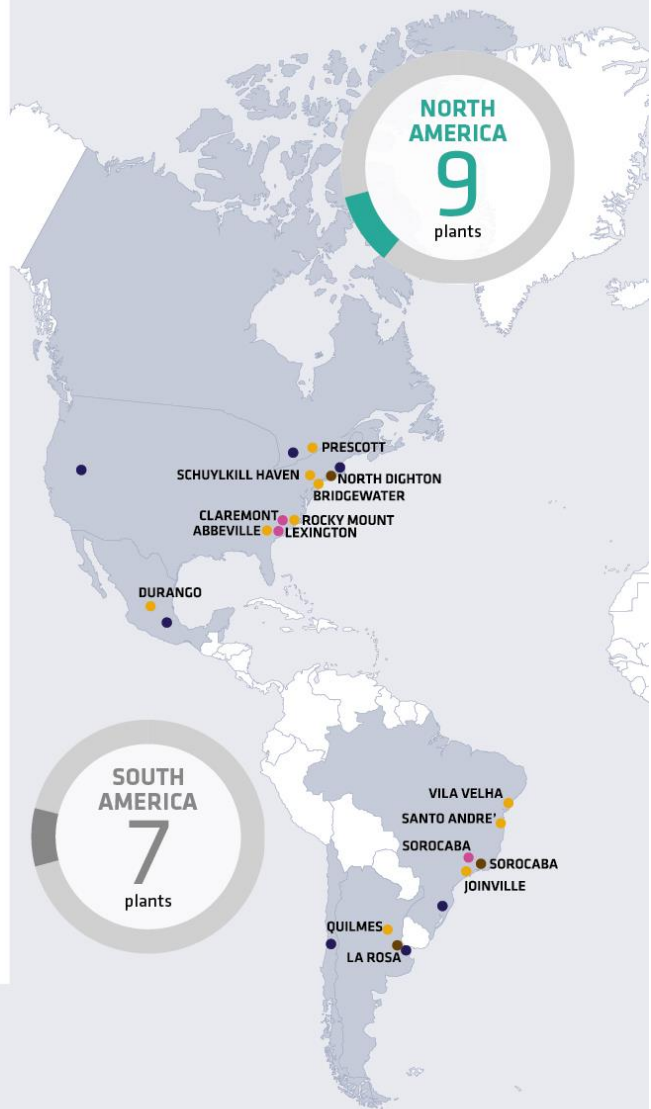 NORTH
AMERICA
9
plants
PRESCOTT
SCHUYLKILL HAVEN
NORTH DIGHTON
BRIDGEWATER
CLAREMONT
ROCKY MOUNT
ABBEVILLE
LEXINGTON
DURANGO
SOUTH
AMERICA
7
plants
VILA VELHA
SANTO ANDRE'
SOROCABA
SOROCABA
JOINVILLE
QUILMES
LA ROSA